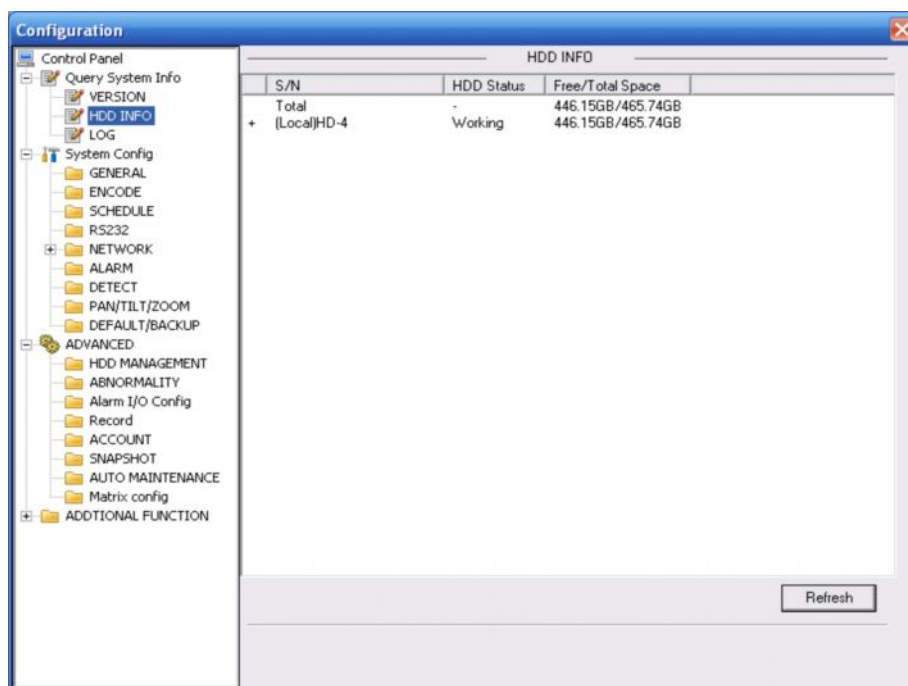 Configuration
Control Panel
Query System Info
VERSION
HDD INFO
LOG
System Config
GENERAL
ENCODE
SCHEDULE
RS232
NETWORK
ALARM
DETECT
PAN/TILT/ZOOM
DEFAULT/BACKUP
ADVANCED
HDD MANAGEMENT
ABNORMALITY
Alarm I/O Config
Record
ACCOUNT
SNAPSHOT
AUTO MAINTENANCE
Matrix config
ADDTIONAL FUNCTION
HDD INFO
S/N HDD Status Free/Total Space
Total - 446.15GB/465.74GB
+ (Local)HD-4 Working 446.15GB/465.74GB
Refresh